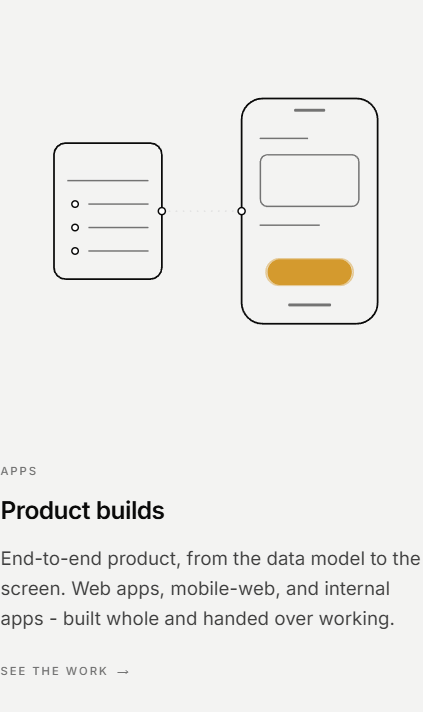 APPS
Product builds
End-to-end product, from the data model to the
screen. Web apps, mobile-web, and internal
apps - built whole and handed over working.
SEE THE WORK →